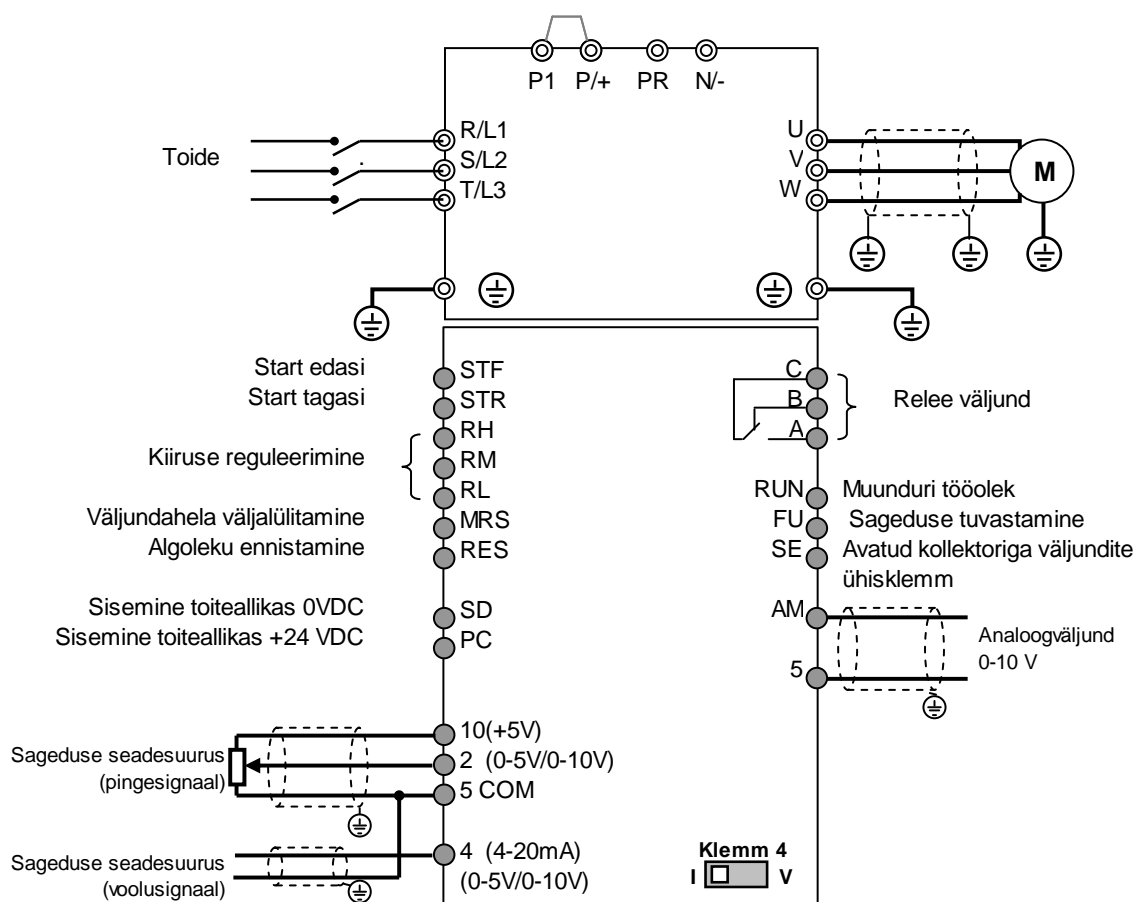 P1 P/+ PR N/-
R/L1 U
Toide S/L2 V M
T/L3 W
Start edasi STF C
Start tagasi STR B Relee väljund
RH A
Kiiruse reguleerimine RM
RL RUN Muunduri tööolek
Väljundahela väljalülitamine MRS FU Sageduse tuvastamine
Algoleku ennistamine RES SE Avatud kollektoriga väljundite
ühisklemm
Sisemine toiteallikas 0VDC SD AM
Sisemine toiteallikas +24 VDC PC Analoogväljund
5 0-10 V
10(+5V)
Sageduse seadesuurus 2 (0-5V/0-10V)
(pingesignaal) 5 COM
Sageduse seadesuurus 4 (4-20mA) Klemm 4
(voolusignaal) (0-5V/0-10V) I V